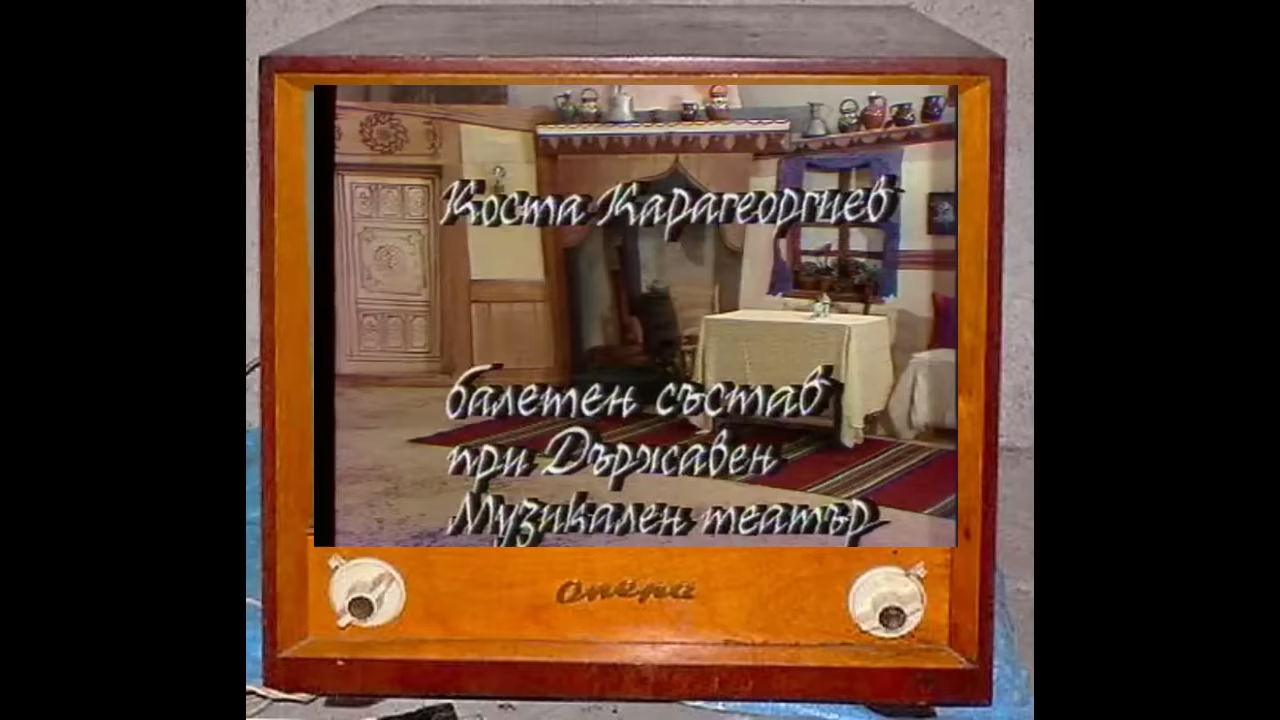 Коста Карагеоргиев
балетен състав
при Държавен
Музикален театър
Опера